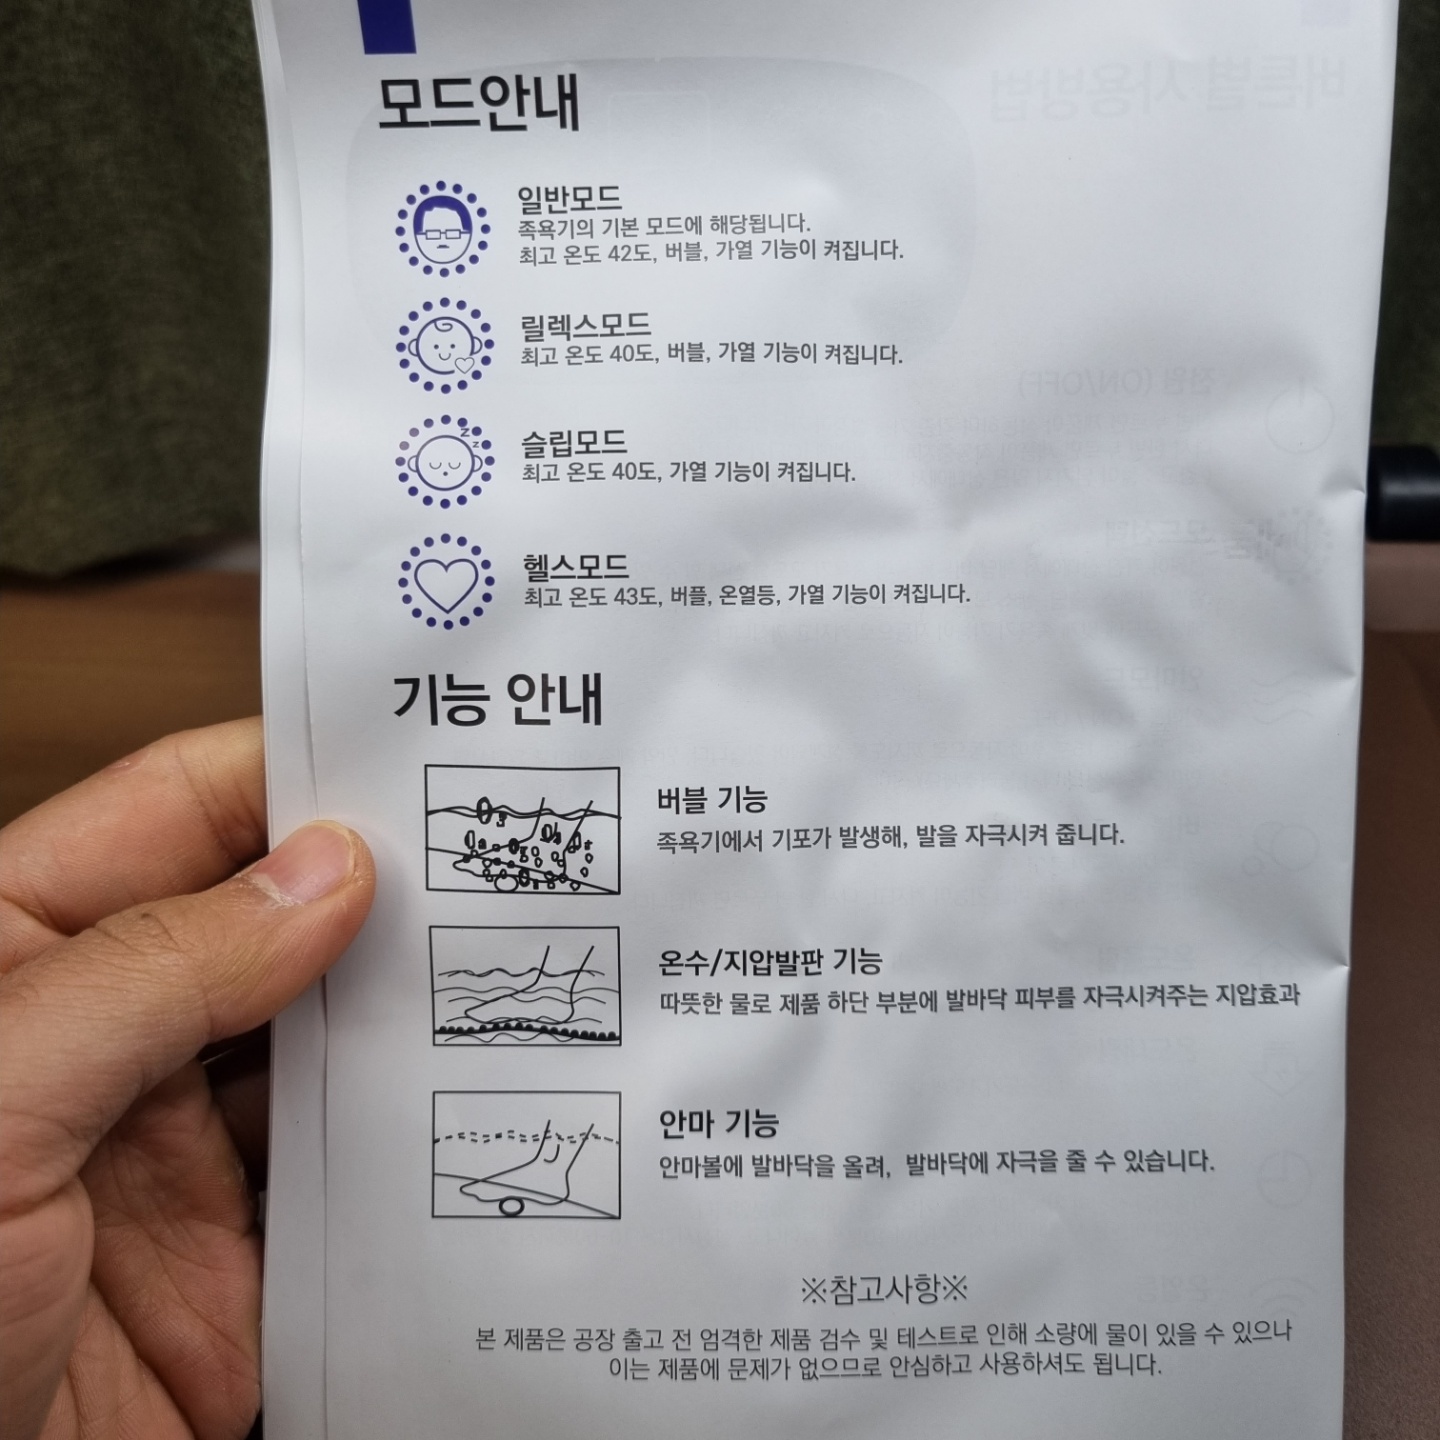 모드안내
일반모드
족욕기의 기본 모드에 해당됩니다.
최고 온도 42도, 버블, 가열 기능이 켜집니다.
릴렉스모드
최고 온도 40도, 버블, 가열 기능이 켜집니다.
슬립모드
최고 온도 40도, 가열 기능이 켜집니다.
헬스모드
최고 온도 43도, 버플, 온열등, 가열 기능이 켜집니다.
기능 안내
버블 기능
족욕기에서 기포가 발생해, 발을 자극시켜 줍니다.
온수/지압발판 기능
따뜻한 물로 제품 하단 부분에 발바닥 피부를 자극시켜주는 지압효과
안마 기능
안마볼에 발바닥을 올려, 발바닥에 자극을 줄 수 있습니다.
※참고사항※
본 제품은 공장 출고 전 엄격한 제품 검수 및 테스트로 인해 소량에 물이 있을 수 있으나
이는 제품에 문제가 없으므로 안심하고 사용하셔도 됩니다.